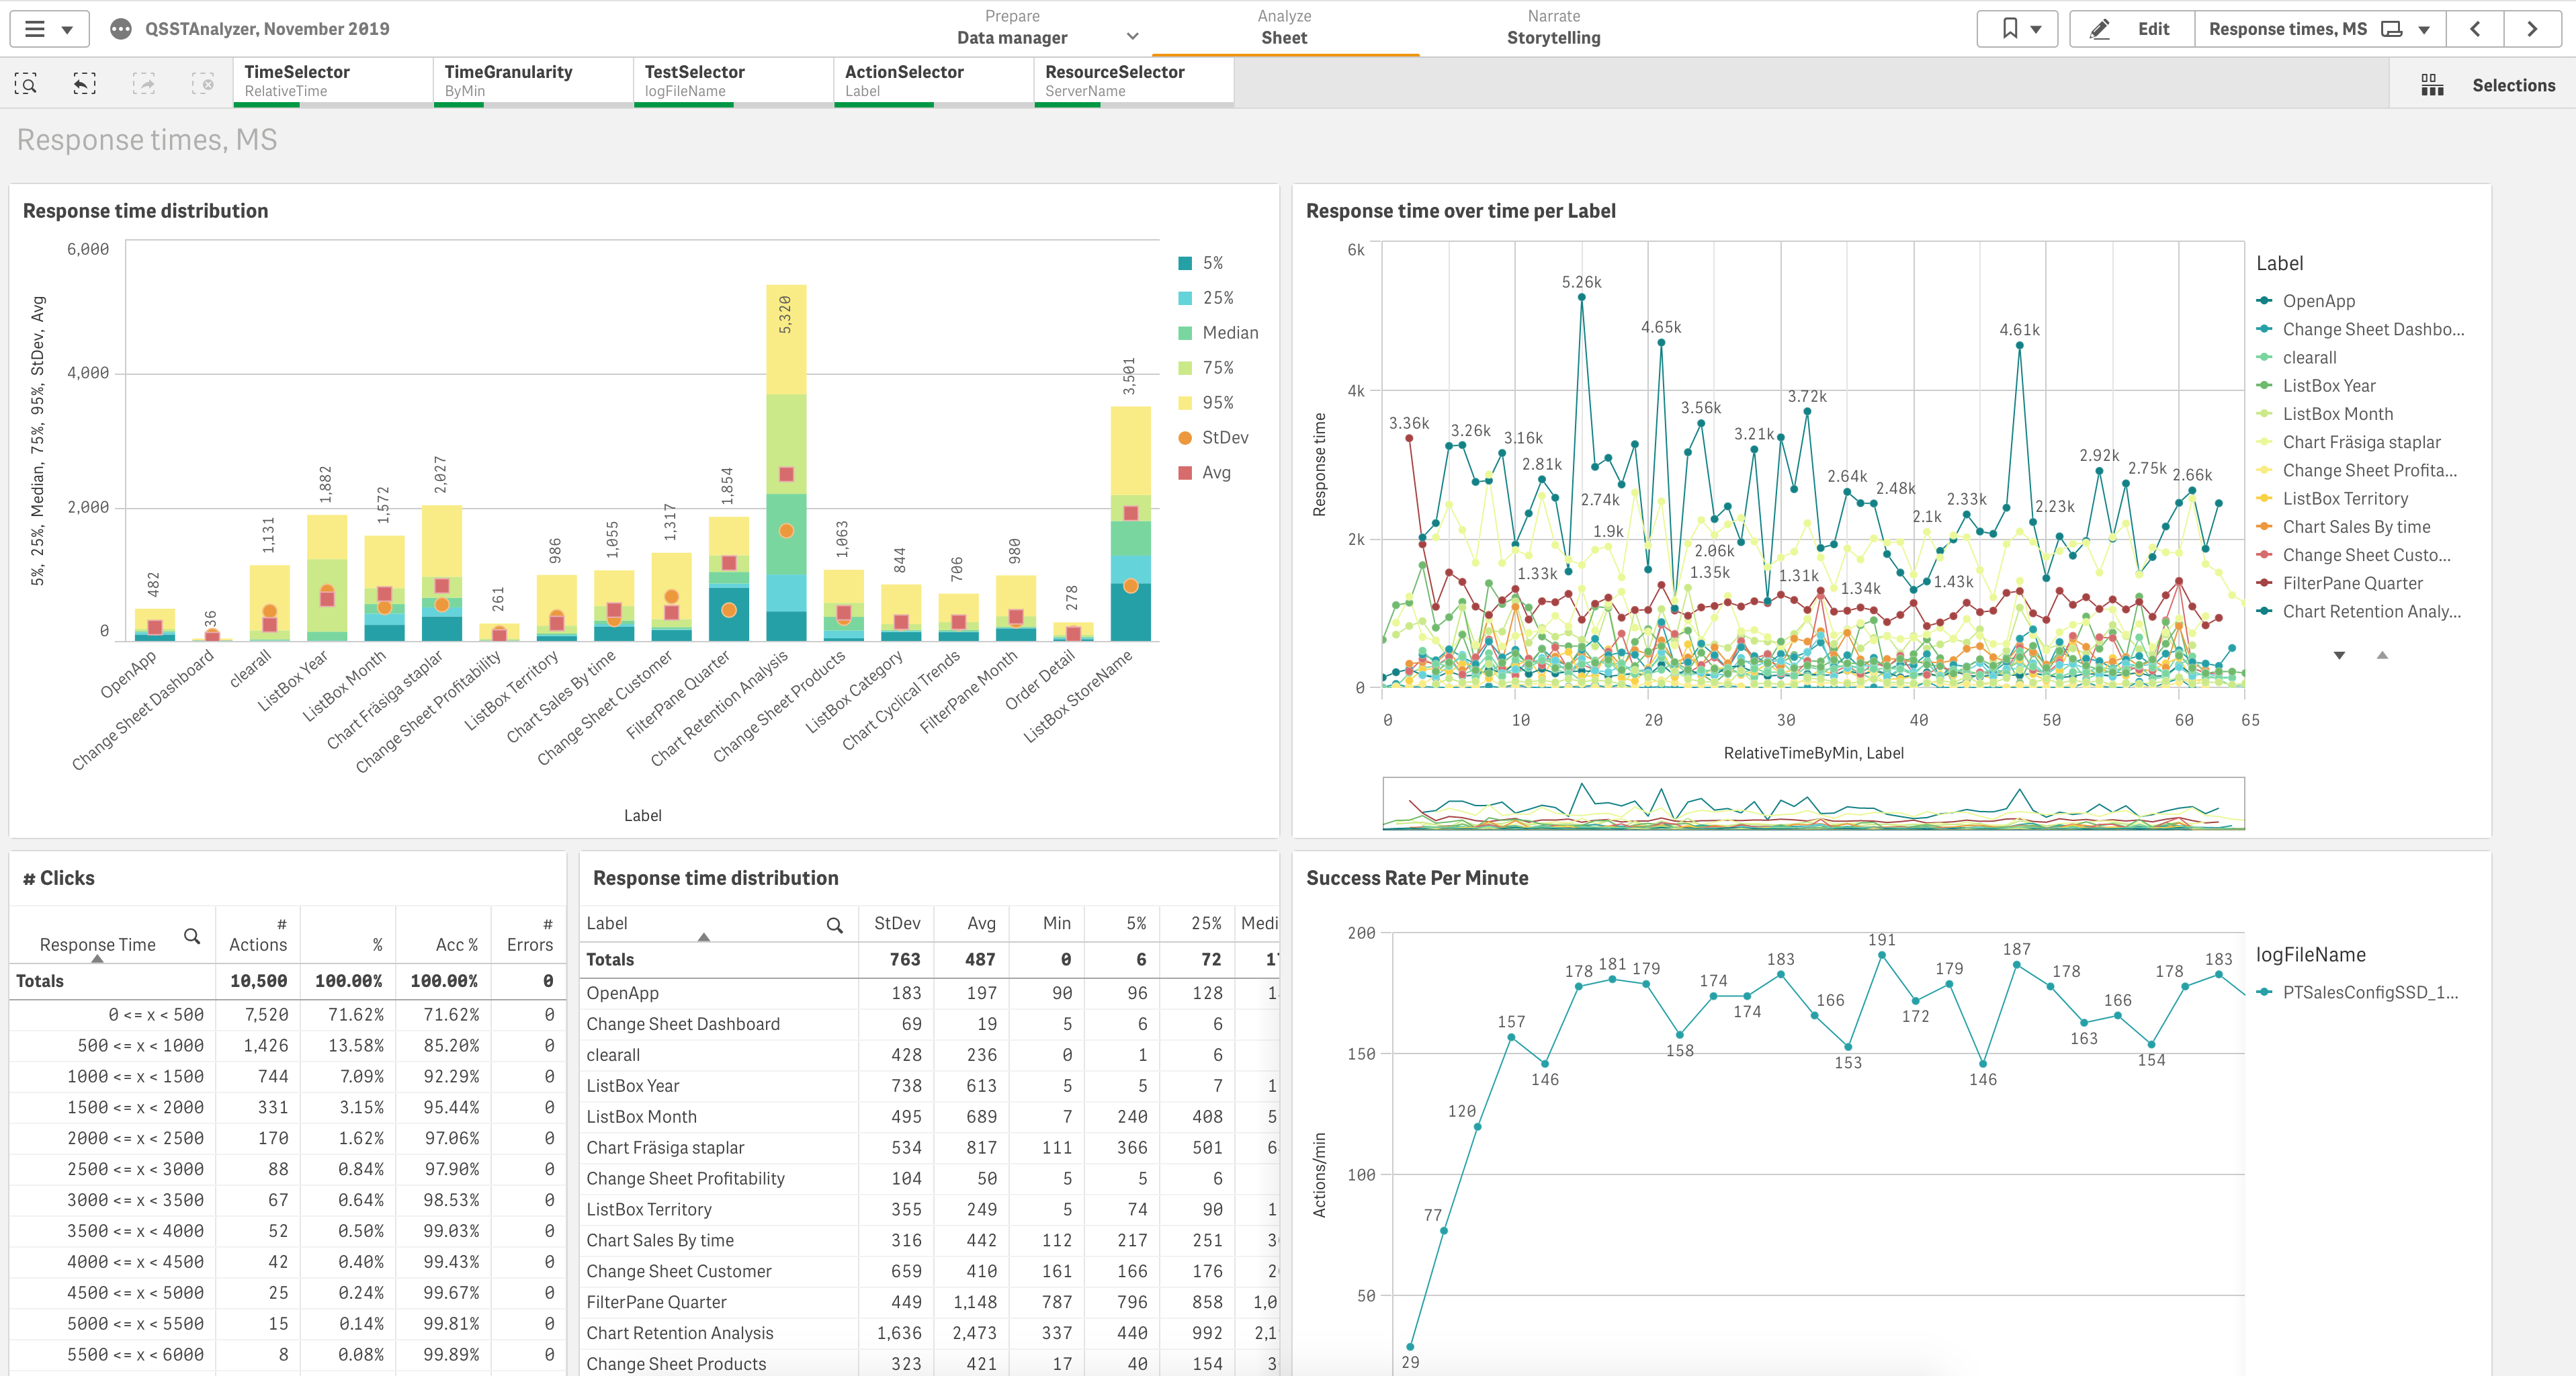 QSSTAnalyzer, November 2019
Prepare
Data manager
Analyze
Sheet
Narrate
Storytelling
Edit
Response times, MS
TimeSelector
RelativeTime
TimeGranularity
ByMin
TestSelector
logFileName
ActionSelector
Label
ResourceSelector
ServerName
Selections
Response times, MS
Response time distribution
5%, 25%, Median, 75%, 95%, StDev, Avg
6,000
4,000
2,000
0
482
36
1,131
1,882
1,572
2,027
261
986
1,055
1,317
1,854
5,320
1,063
844
706
980
278
3,501
OpenApp
Change Sheet Dashboard
clearall
ListBox Year
ListBox Month
Chart Fräsiga staplar
Change Sheet Profitability
ListBox Territory
Chart Sales By time
Change Sheet Customer
FilterPane Quarter
Chart Retention Analysis
Change Sheet Products
ListBox Category
Chart Cyclical Trends
FilterPane Month
Order Detail
ListBox StoreName
Label
5%
25%
Median
75%
95%
StDev
Avg
Response time over time per Label
Response time
6k
4k
2k
0
5.26k
4.65k
4.61k
3.72k
3.56k
3.36k
3.26k
3.16k
3.21k
2.81k
2.64k
2.92k
2.75k
2.66k
2.74k
2.48k
2.33k
2.23k
1.9k
2.1k
2.06k
1.33k
1.35k
1.31k
1.34k
1.43k
0 10 20 30 40 50 60 65
RelativeTimeByMin, Label
Label
OpenApp
Change Sheet Dashbo...
clearall
ListBox Year
ListBox Month
Chart Fräsiga staplar
Change Sheet Profita...
ListBox Territory
Chart Sales By time
Change Sheet Custo...
FilterPane Quarter
Chart Retention Analy...
# Clicks
Response Time # Actions % Acc % # Errors
Totals 10,500 100.00% 100.00% 0
0 <= x < 500 7,520 71.62% 71.62% 0
500 <= x < 1000 1,426 13.58% 85.20% 0
1000 <= x < 1500 744 7.09% 92.29% 0
1500 <= x < 2000 331 3.15% 95.44% 0
2000 <= x < 2500 170 1.62% 97.06% 0
2500 <= x < 3000 88 0.84% 97.90% 0
3000 <= x < 3500 67 0.64% 98.53% 0
3500 <= x < 4000 52 0.50% 99.03% 0
4000 <= x < 4500 42 0.40% 99.43% 0
4500 <= x < 5000 25 0.24% 99.67% 0
5000 <= x < 5500 15 0.14% 99.81% 0
5500 <= x < 6000 8 0.08% 99.89% 0
Response time distribution
Label StDev Avg Min 5% 25% Medi
Totals 763 487 0 6 72
OpenApp 183 197 90 96 128
Change Sheet Dashboard 69 19 5 6 6
clearall 428 236 0 1 6
ListBox Year 738 613 5 5 7 1
ListBox Month 495 689 7 240 408 5
Chart Fräsiga staplar 534 817 111 366 501 6
Change Sheet Profitability 104 50 5 5 6
ListBox Territory 355 249 5 74 90 1
Chart Sales By time 316 442 112 217 251 3
Change Sheet Customer 659 410 161 166 176 2
FilterPane Quarter 449 1,148 787 796 858 1,0
Chart Retention Analysis 1,636 2,473 337 440 992 2,1
Change Sheet Products 323 421 17 40 154 3
Success Rate Per Minute
Actions/min
200
150
100
50
29
77
120
157
146
178
181
179
158
174
174
183
166
153
191
172
179
146
187
178
163
166
154
178
183
logFileName
PTSalesConfigSSD_1...